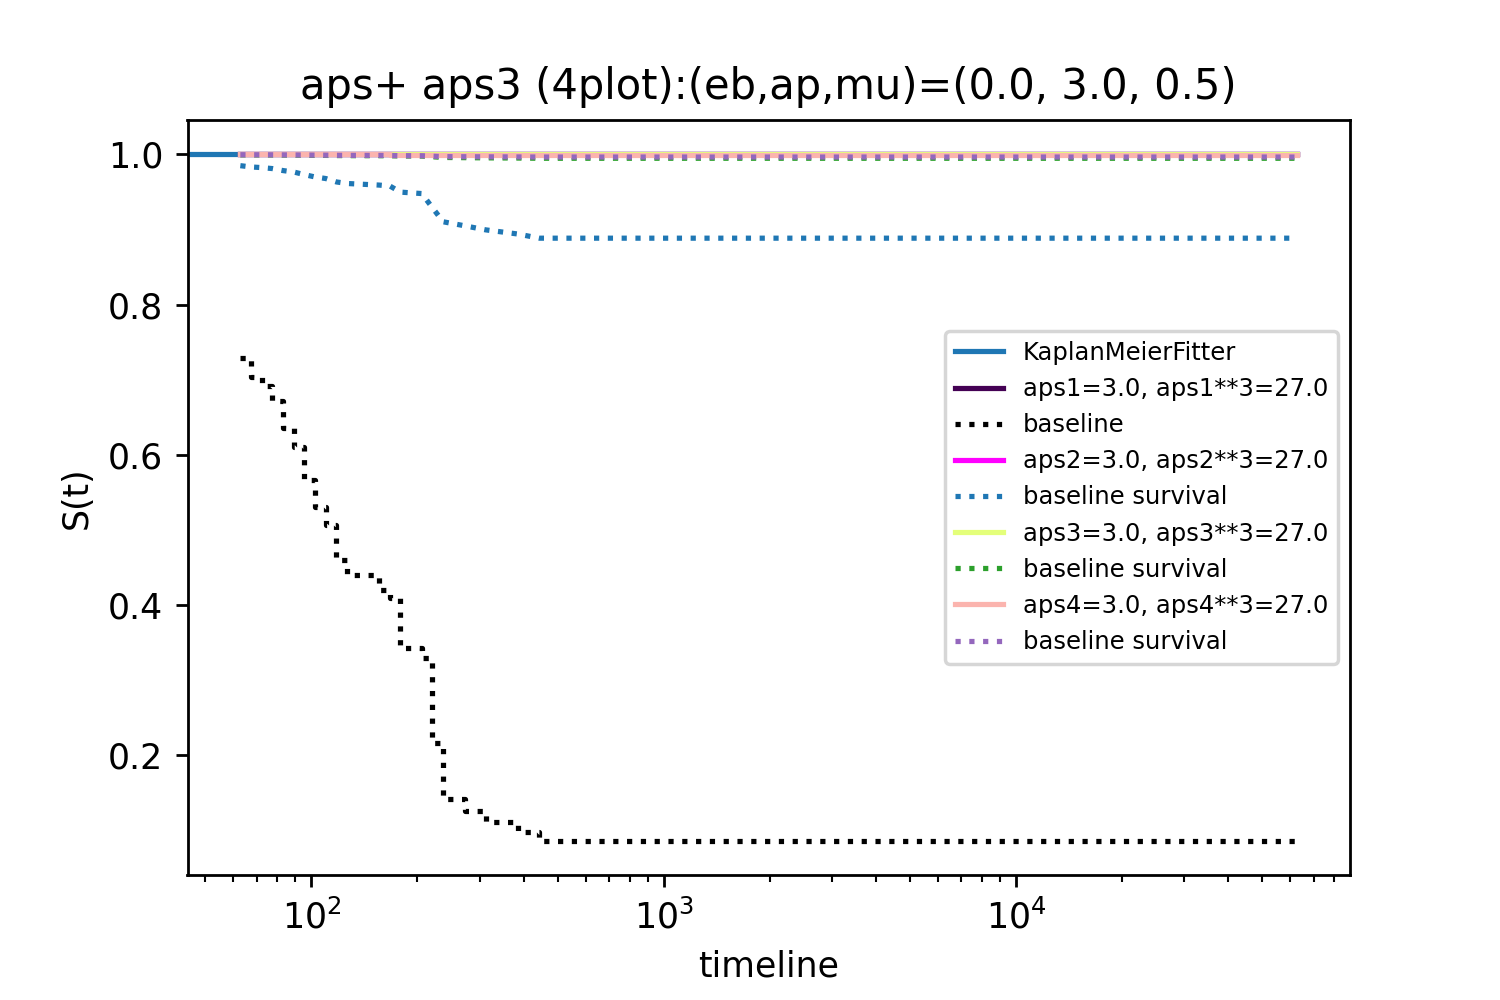 aps+ aps3 (4plot):(eb,ap,mu)=(0.0, 3.0, 0.5)
1.0
0.8
0.6
0.4
0.2
S(t)
KaplanMeierFitter
aps1=3.0, aps1**3=27.0
baseline
aps2=3.0, aps2**3=27.0
baseline survival
aps3=3.0, aps3**3=27.0
baseline survival
aps4=3.0, aps4**3=27.0
baseline survival
10² 10³ 10⁴
timeline